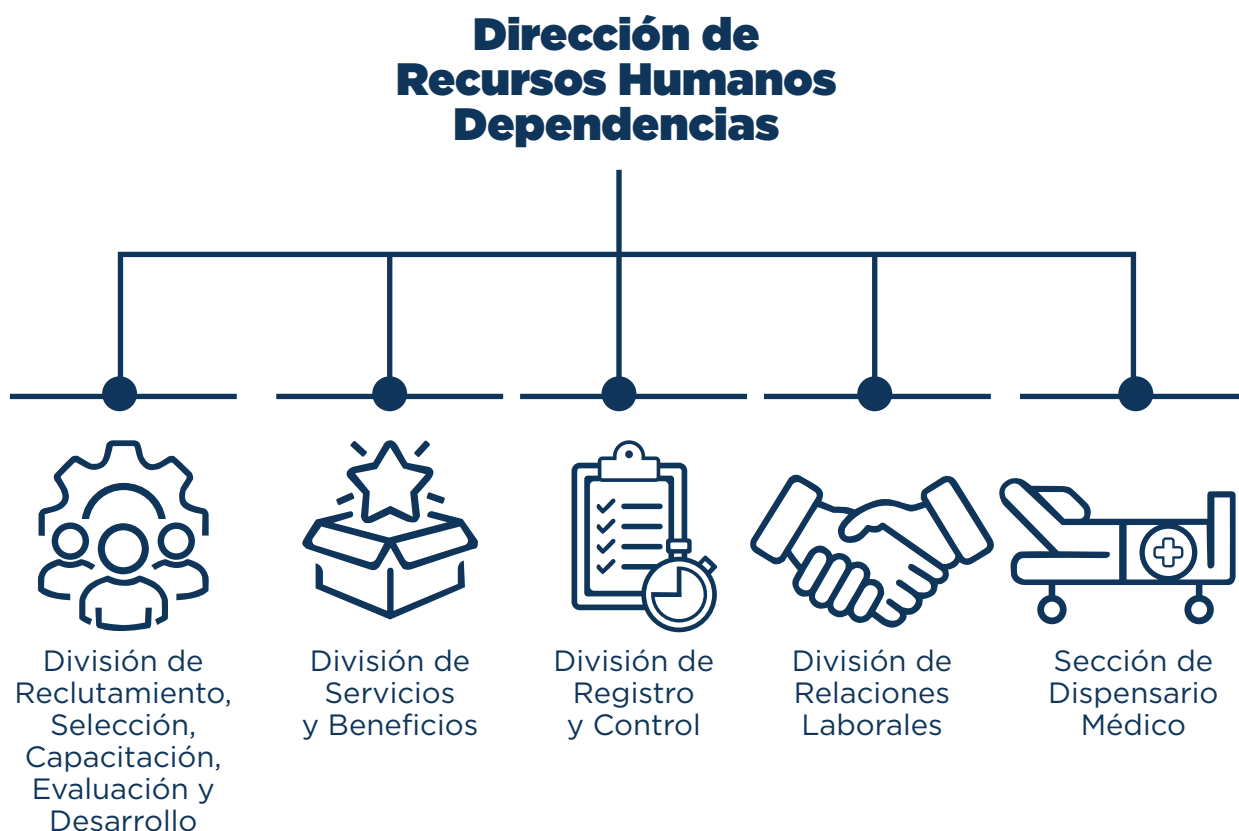 Dirección de
Recursos Humanos
Dependencias
División de
Reclutamiento,
Selección,
Capacitación,
Evaluación y
Desarrollo
División de
Servicios
y Beneficios
División de
Registro
y Control
División de
Relaciones
Laborales
Sección de
Dispensario
Médico